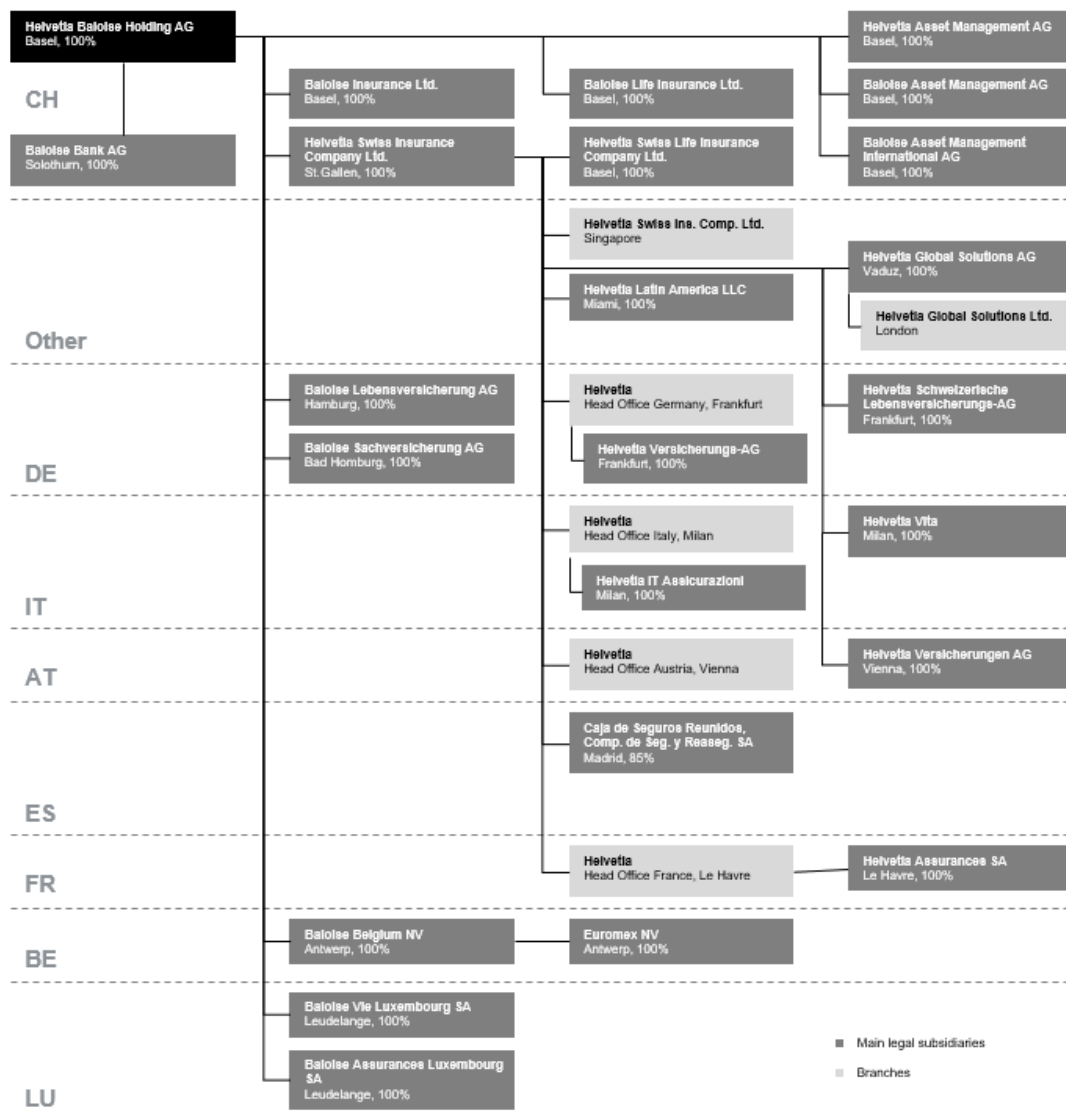 Helvetia Baloise Holding AG
Basel, 100%
Helvetia Asset Management AG
Basel, 100%
CH
Baloise Insurance Ltd.
Basel, 100%
Baloise Life Insurance Ltd.
Basel, 100%
Baloise Asset Management AG
Basel, 100%
Baloise Bank AG
Solothurn, 100%
Helvetia Swiss Insurance
Company Ltd.
St.Gallen, 100%
Helvetia Swiss Life Insurance
Company Ltd.
Basel, 100%
Baloise Asset Management
International AG
Basel, 100%
Other
Helvetia Swiss Ins. Comp. Ltd.
Singapore
Helvetia Global Solutions AG
Vaduz, 100%
Helvetia Latin America LLC
Miami, 100%
Helvetia Global Solutions Ltd.
London
DE
Baloise Lebensversicherung AG
Hamburg, 100%
Helvetia
Head Office Germany, Frankfurt
Helvetia Schweizerische
Lebensversicherungs-AG
Frankfurt, 100%
Baloise Sachversicherung AG
Bad Homburg, 100%
Helvetia Versicherungs-AG
Frankfurt, 100%
IT
Helvetia
Head Office Italy, Milan
Helvetia Vita
Milan, 100%
Helvetia IT Assicurazioni
Milan, 100%
AT
Helvetia
Head Office Austria, Vienna
Helvetia Versicherungen AG
Vienna, 100%
ES
Caja de Seguros Reunidos,
Comp. de Seg. y Reaseg. SA
Madrid, 85%
FR
Helvetia
Head Office France, Le Havre
Helvetia Assurances SA
Le Havre, 100%
BE
Baloise Belgium NV
Antwerp, 100%
Euromex NV
Antwerp, 100%
LU
Baloise Vie Luxembourg SA
Leudelange, 100%
Baloise Assurances Luxembourg
SA
Leudelange, 100%
Main legal subsidiaries
Branches